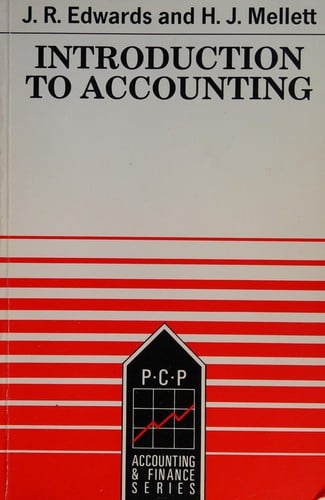 J. R. Edwards and H. J. Mellett
INTRODUCTION
TO ACCOUNTING
P·C·P
ACCOUNTING
& FINANCE
SERIES